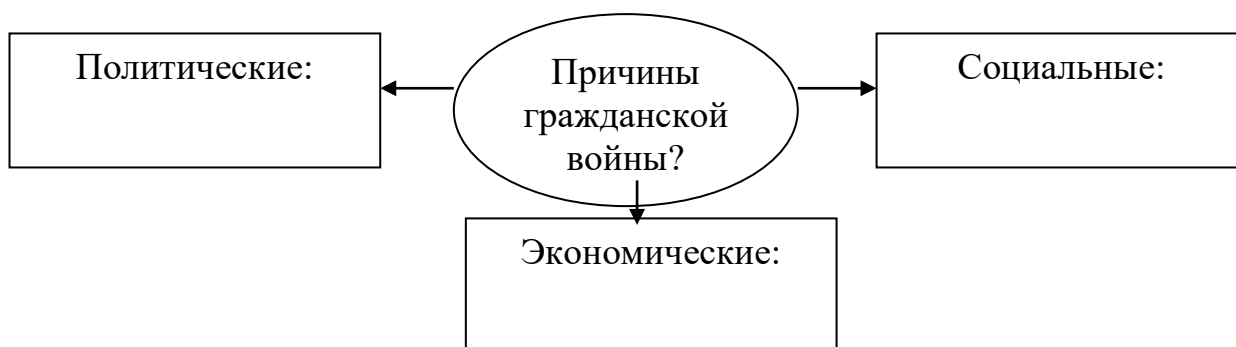 Политические:
Причины
гражданской
войны?
Социальные:
Экономические: